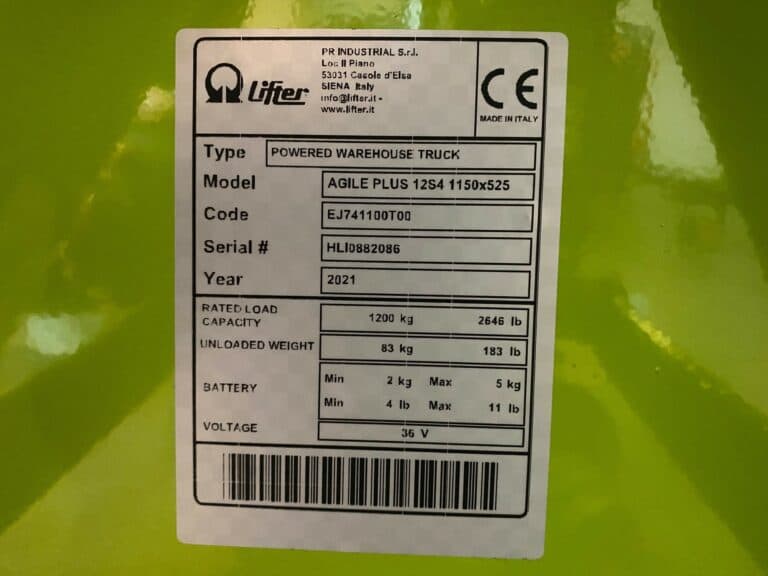 Lifter
PR INDUSTRIAL S.r.l.
Loc Il Piano
53031 Casole d'Elsa
SIENA Italy
info@lifter.it -
www.lifter.it
CE
MADE IN ITALY
Type POWERED WAREHOUSE TRUCK
Model AGILE PLUS 12S4 1150x525
Code EJ741100T00
Serial # HLI0882086
Year 2021
RATED LOAD
CAPACITY 1200 kg 2646 lb
UNLOADED WEIGHT 83 kg 183 lb
BATTERY
Min 2 kg Max 5 kg
Min 4 lb Max 11 lb
VOLTAGE 36 V